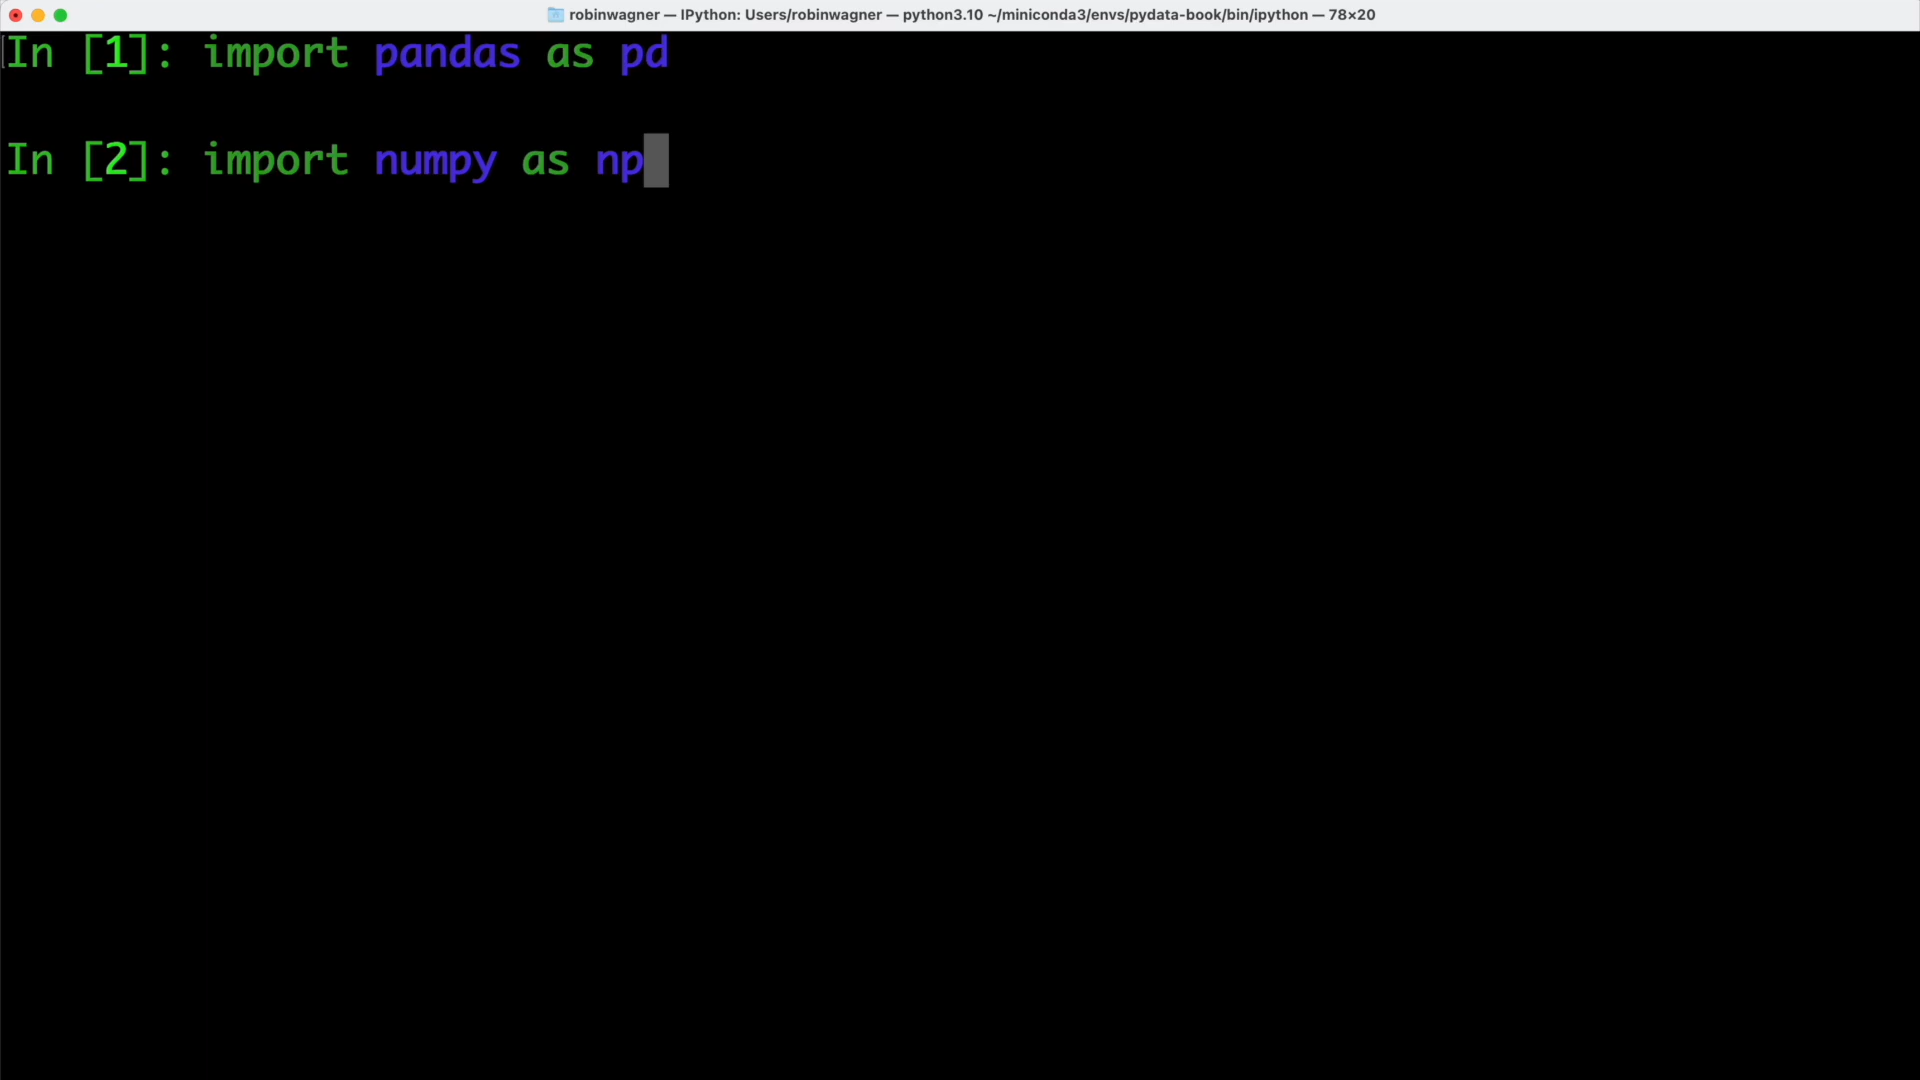 robinwagner — IPython: Users/robinwagner — python3.10 ~/miniconda3/envs/pydata-book/bin/ipython — 78×20
In [1]: import pandas as pd
In [2]: import numpy as np